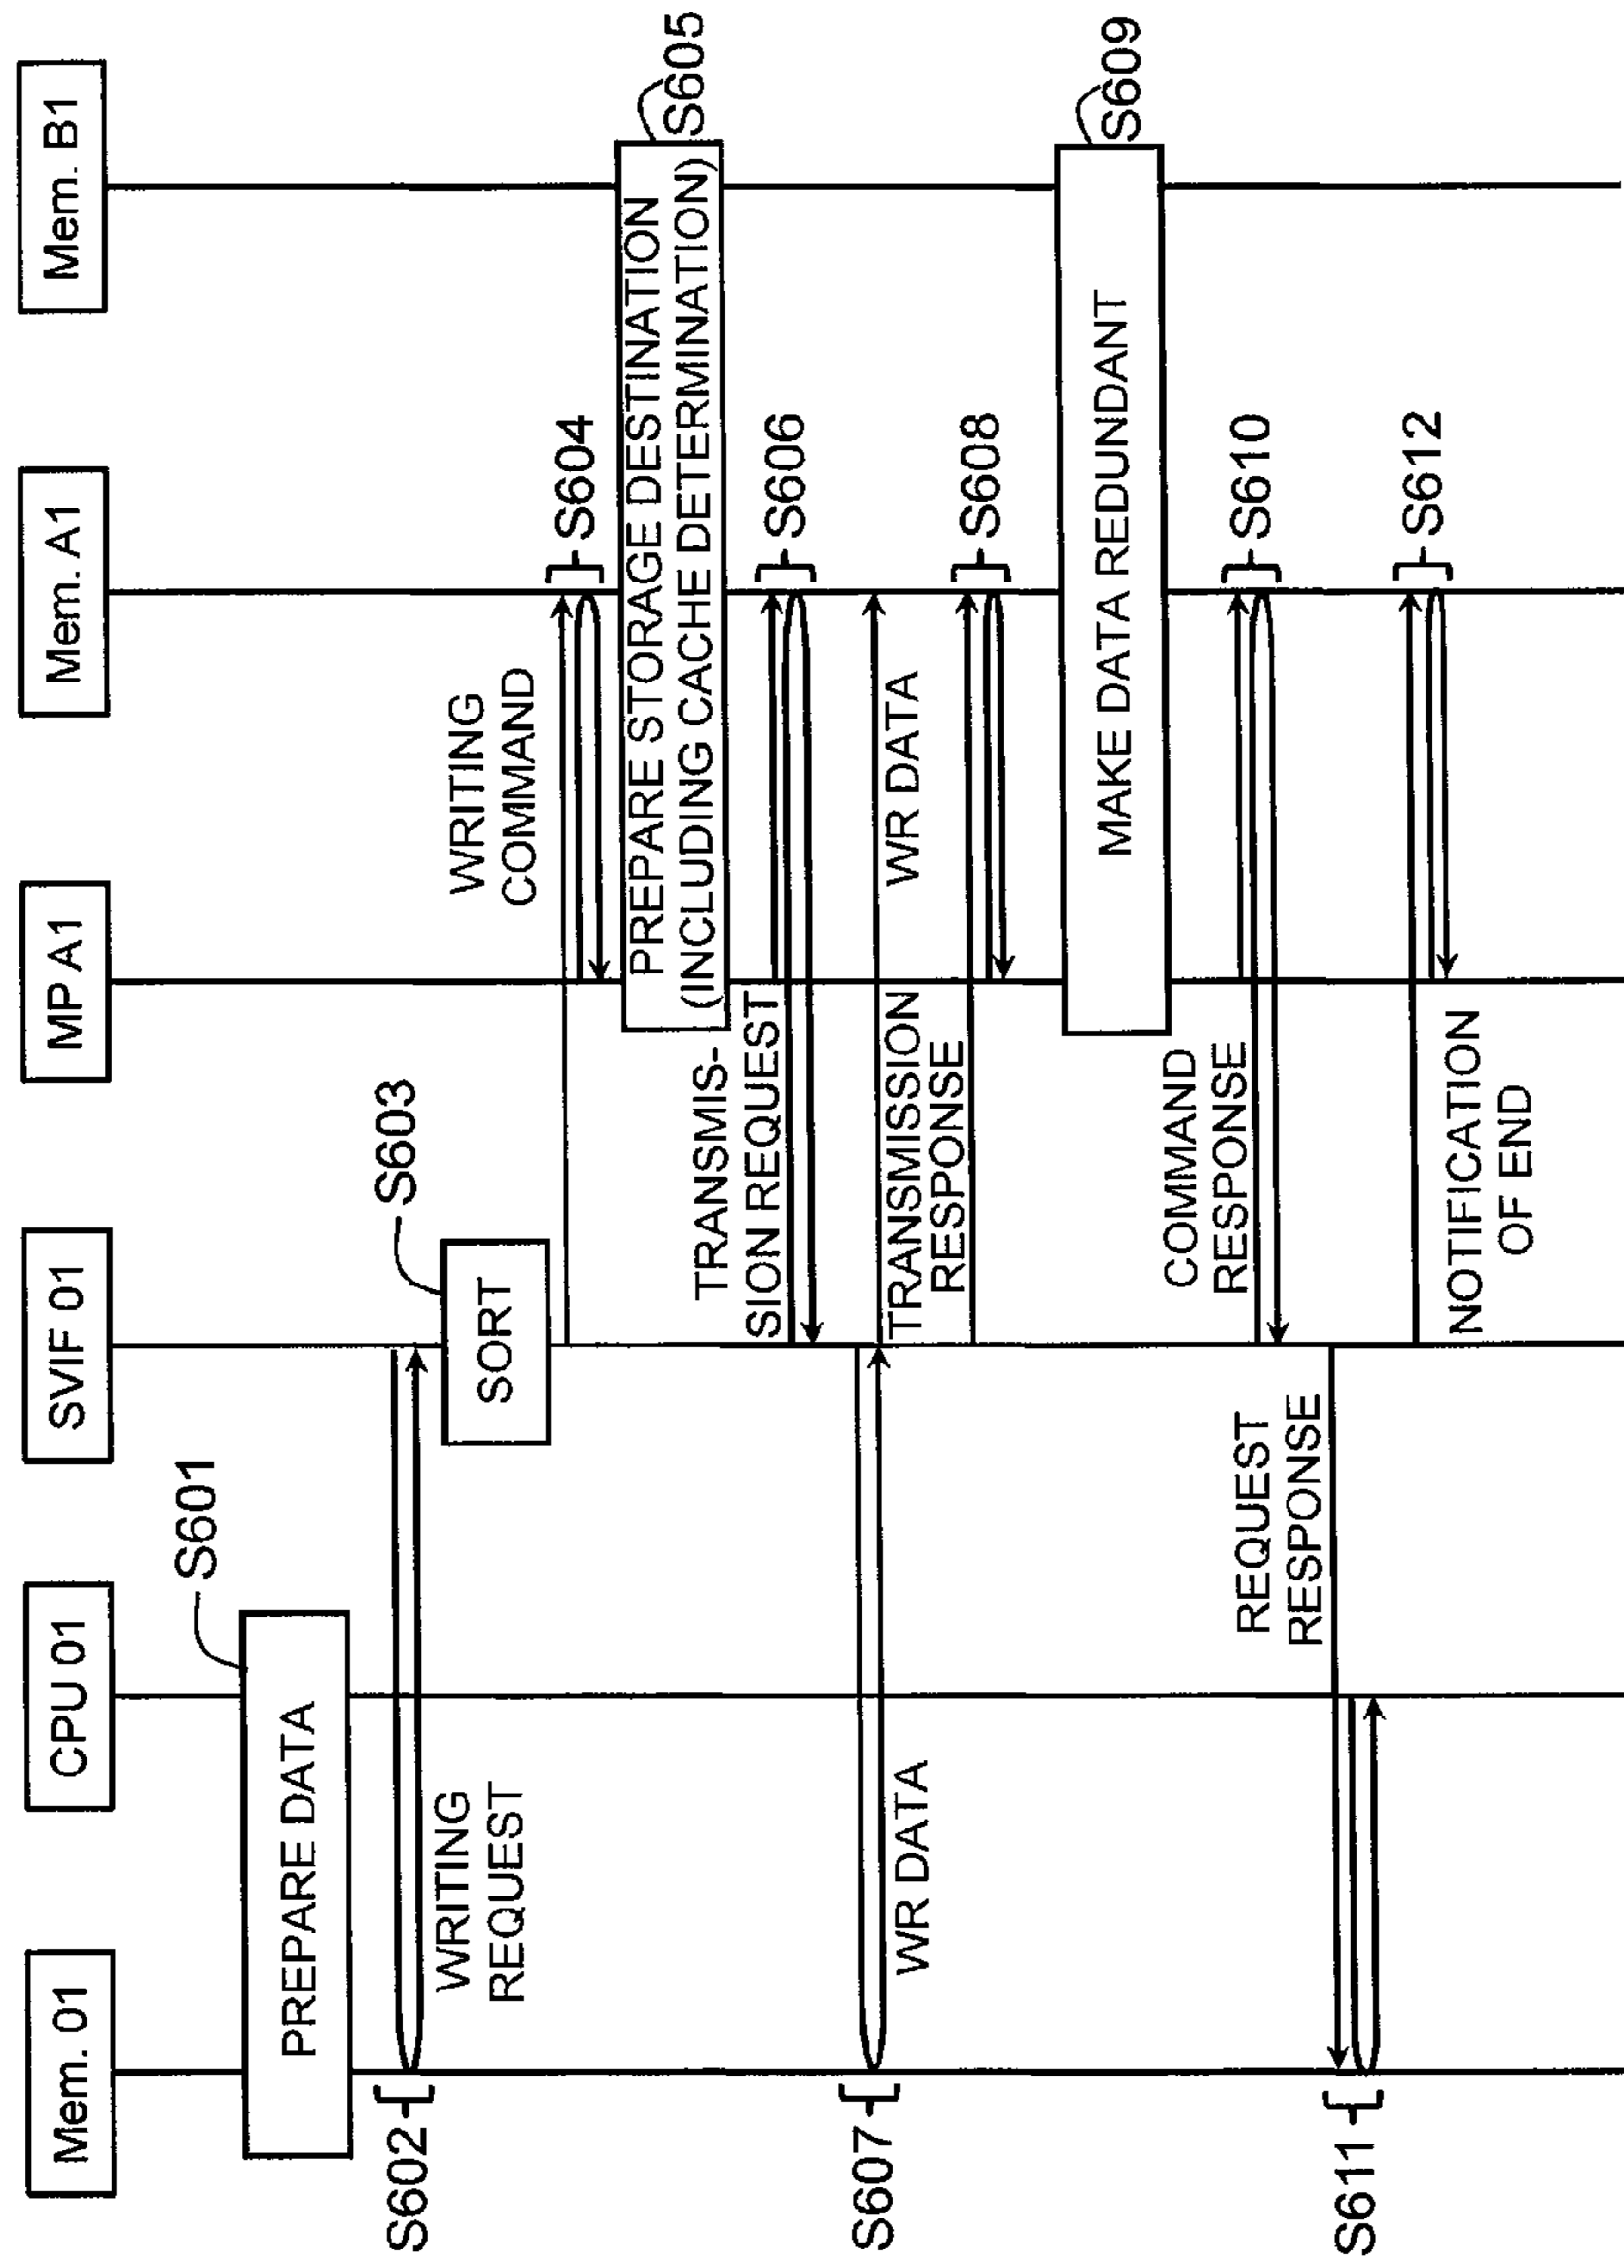 Mem. 01
CPU 01
SVIF 01
MP A1
Mem. A1
Mem. B1
PREPARE DATA
S601
S602
WRITING
REQUEST
SORT
S603
WRITING
COMMAND
S604
PREPARE STORAGE DESTINATION
(INCLUDING CACHE DETERMINATION)
S605
TRANSMIS-
SION REQUEST
S606
S607
WR DATA
WR DATA
TRANSMISSION
RESPONSE
S608
MAKE DATA REDUNDANT
S609
COMMAND
RESPONSE
S610
S611
REQUEST
RESPONSE
NOTIFICATION
OF END
S612